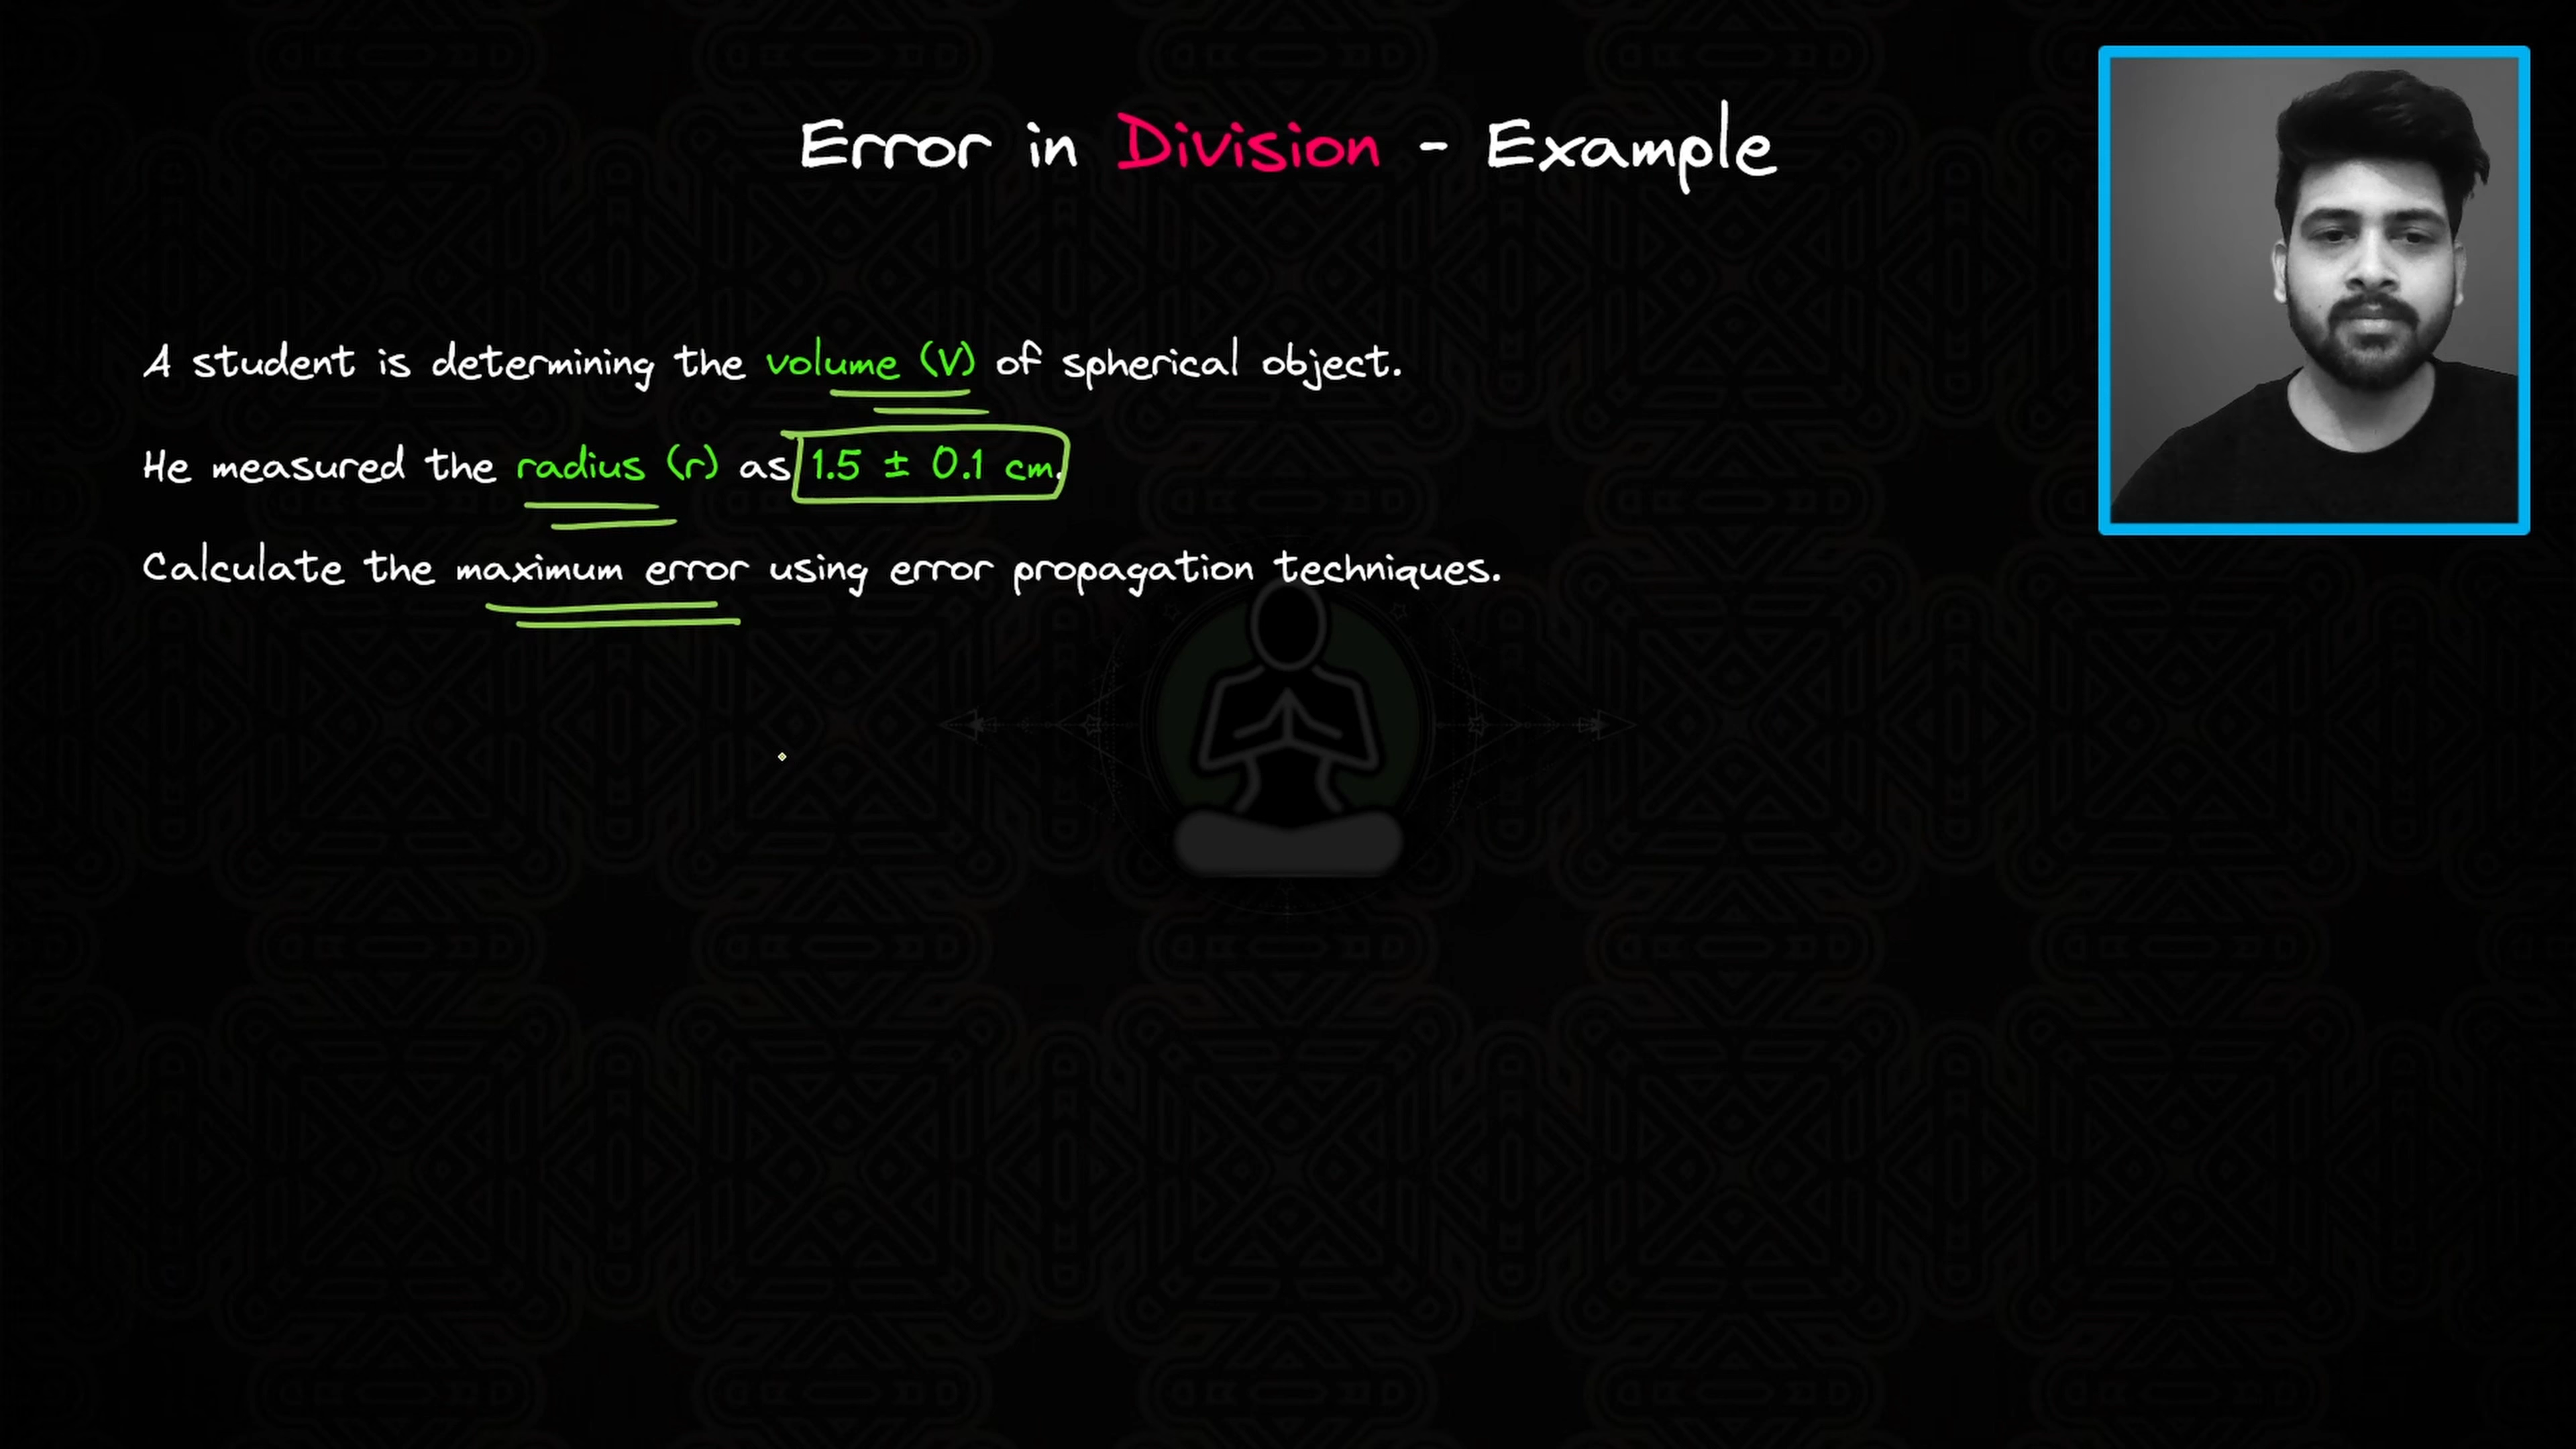 Error in Division - Example
A student is determining the volume (V) of spherical object.
He measured the radius (r) as 1.5 ± 0.1 cm.
Calculate the maximum error using error propagation techniques.